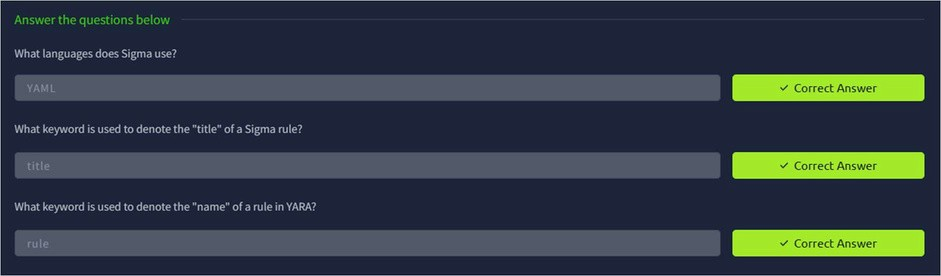 Answer the questions below
What languages does Sigma use?
YAML
✓ Correct Answer
What keyword is used to denote the "title" of a Sigma rule?
title
✓ Correct Answer
What keyword is used to denote the "name" of a rule in YARA?
rule
✓ Correct Answer